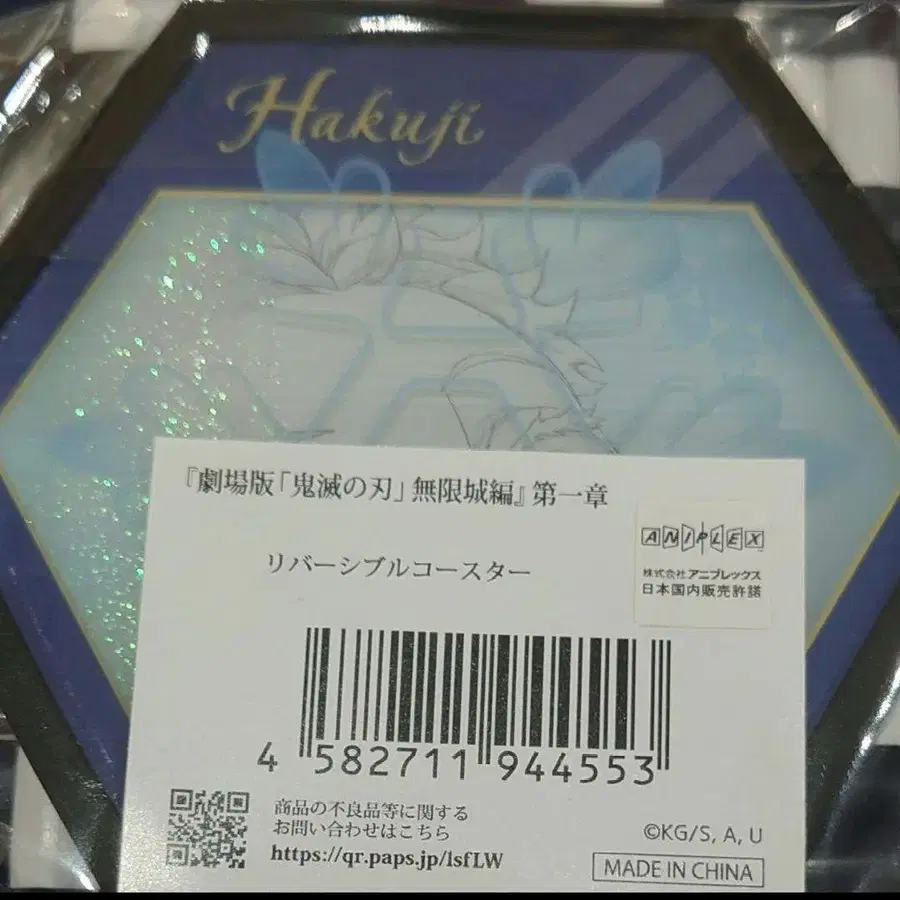 Hakuji
『劇場版「鬼滅の刃」無限城編』第一章
リバーシブルコースター
ANIPLEX
株式会社アニプレックス
日本国内販売許諾
4 582711 944553
商品の不良品等に関する
お問い合わせはこちら
https://qr.paps.jp/lsfLW
©KG/S, A, U
MADE IN CHINA